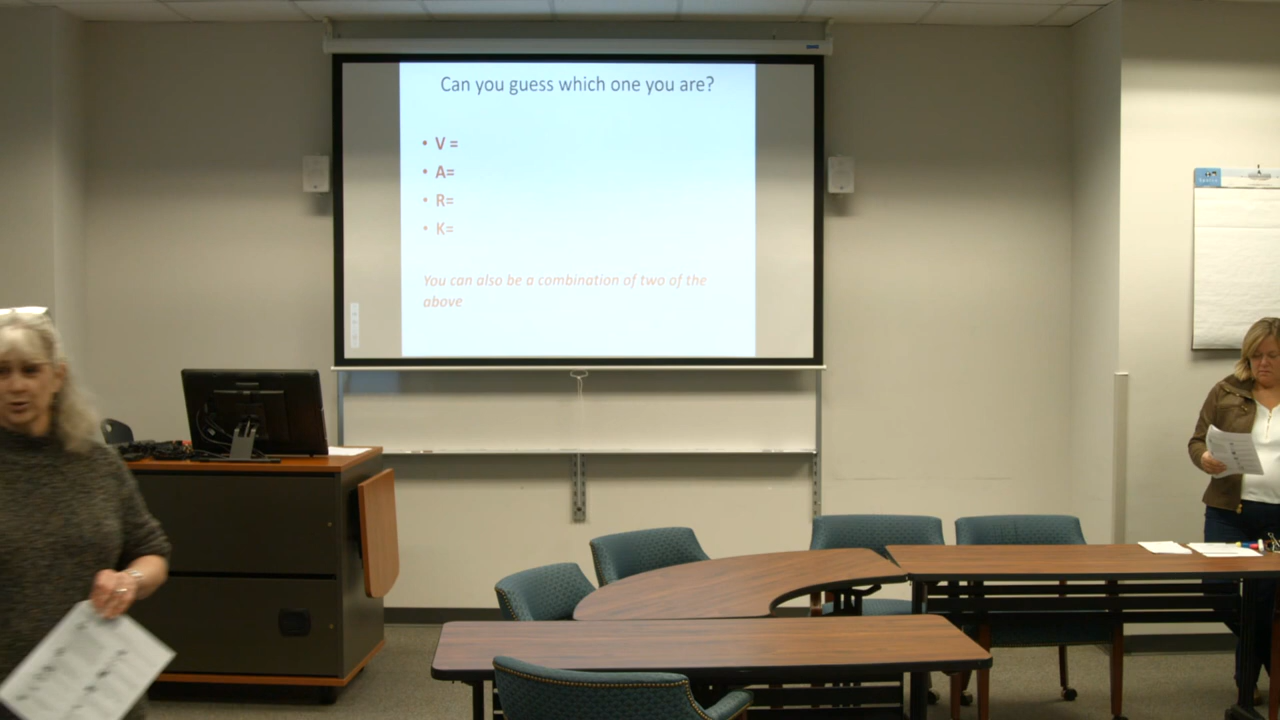 Can you guess which one you are?
• V =
• A=
• R=
• K=
You can also be a combination of two of the
above